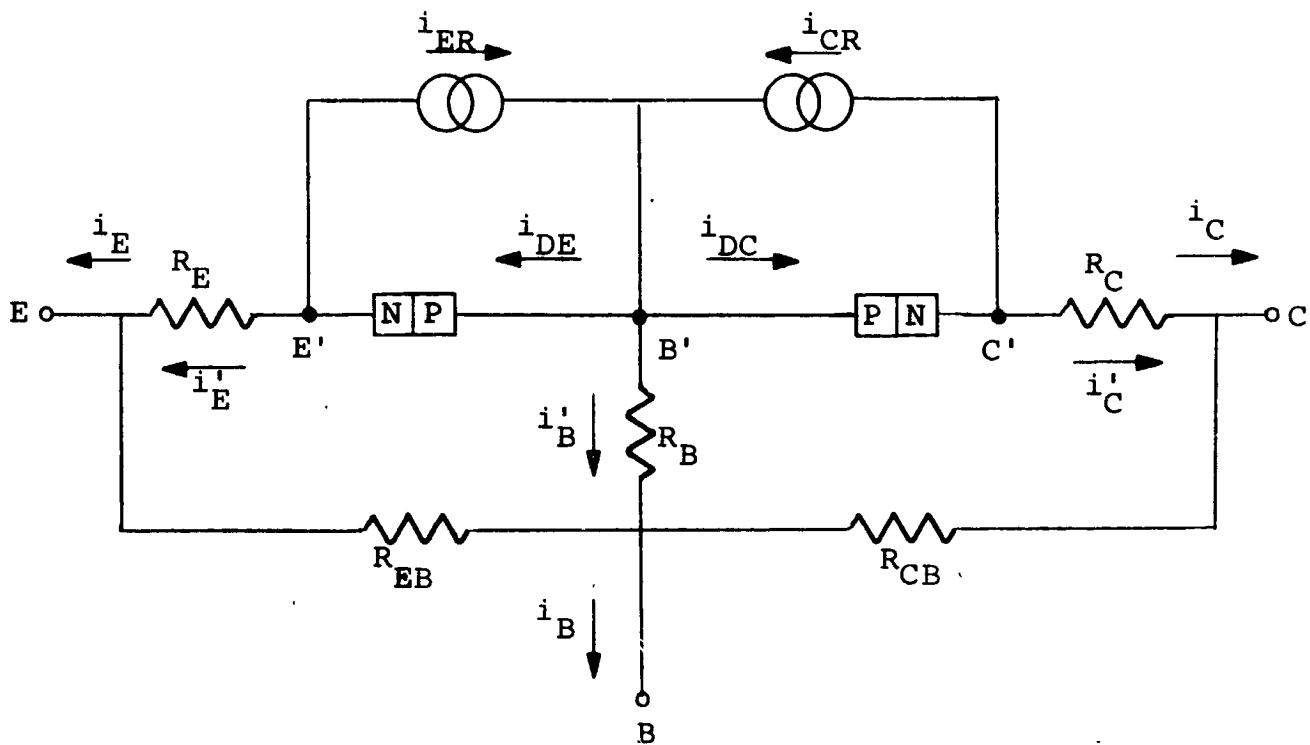 i_ER
i_CR
i_E
R_E
i_DE
i_DC
R_C
i_C
E
N P
P N
C
E'
B'
C'
i'_E
i'_B
R_B
i'_C
R_EB
R_CB
i_B
B